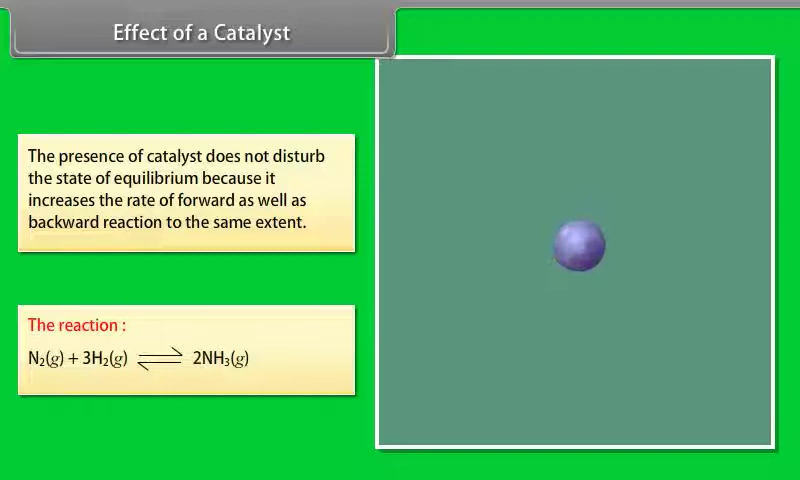 Effect of a Catalyst
The presence of catalyst does not disturb
the state of equilibrium because it
increases the rate of forward as well as
backward reaction to the same extent.
The reaction :
N₂(g) + 3H₂(g) ⇌ 2NH₃(g)